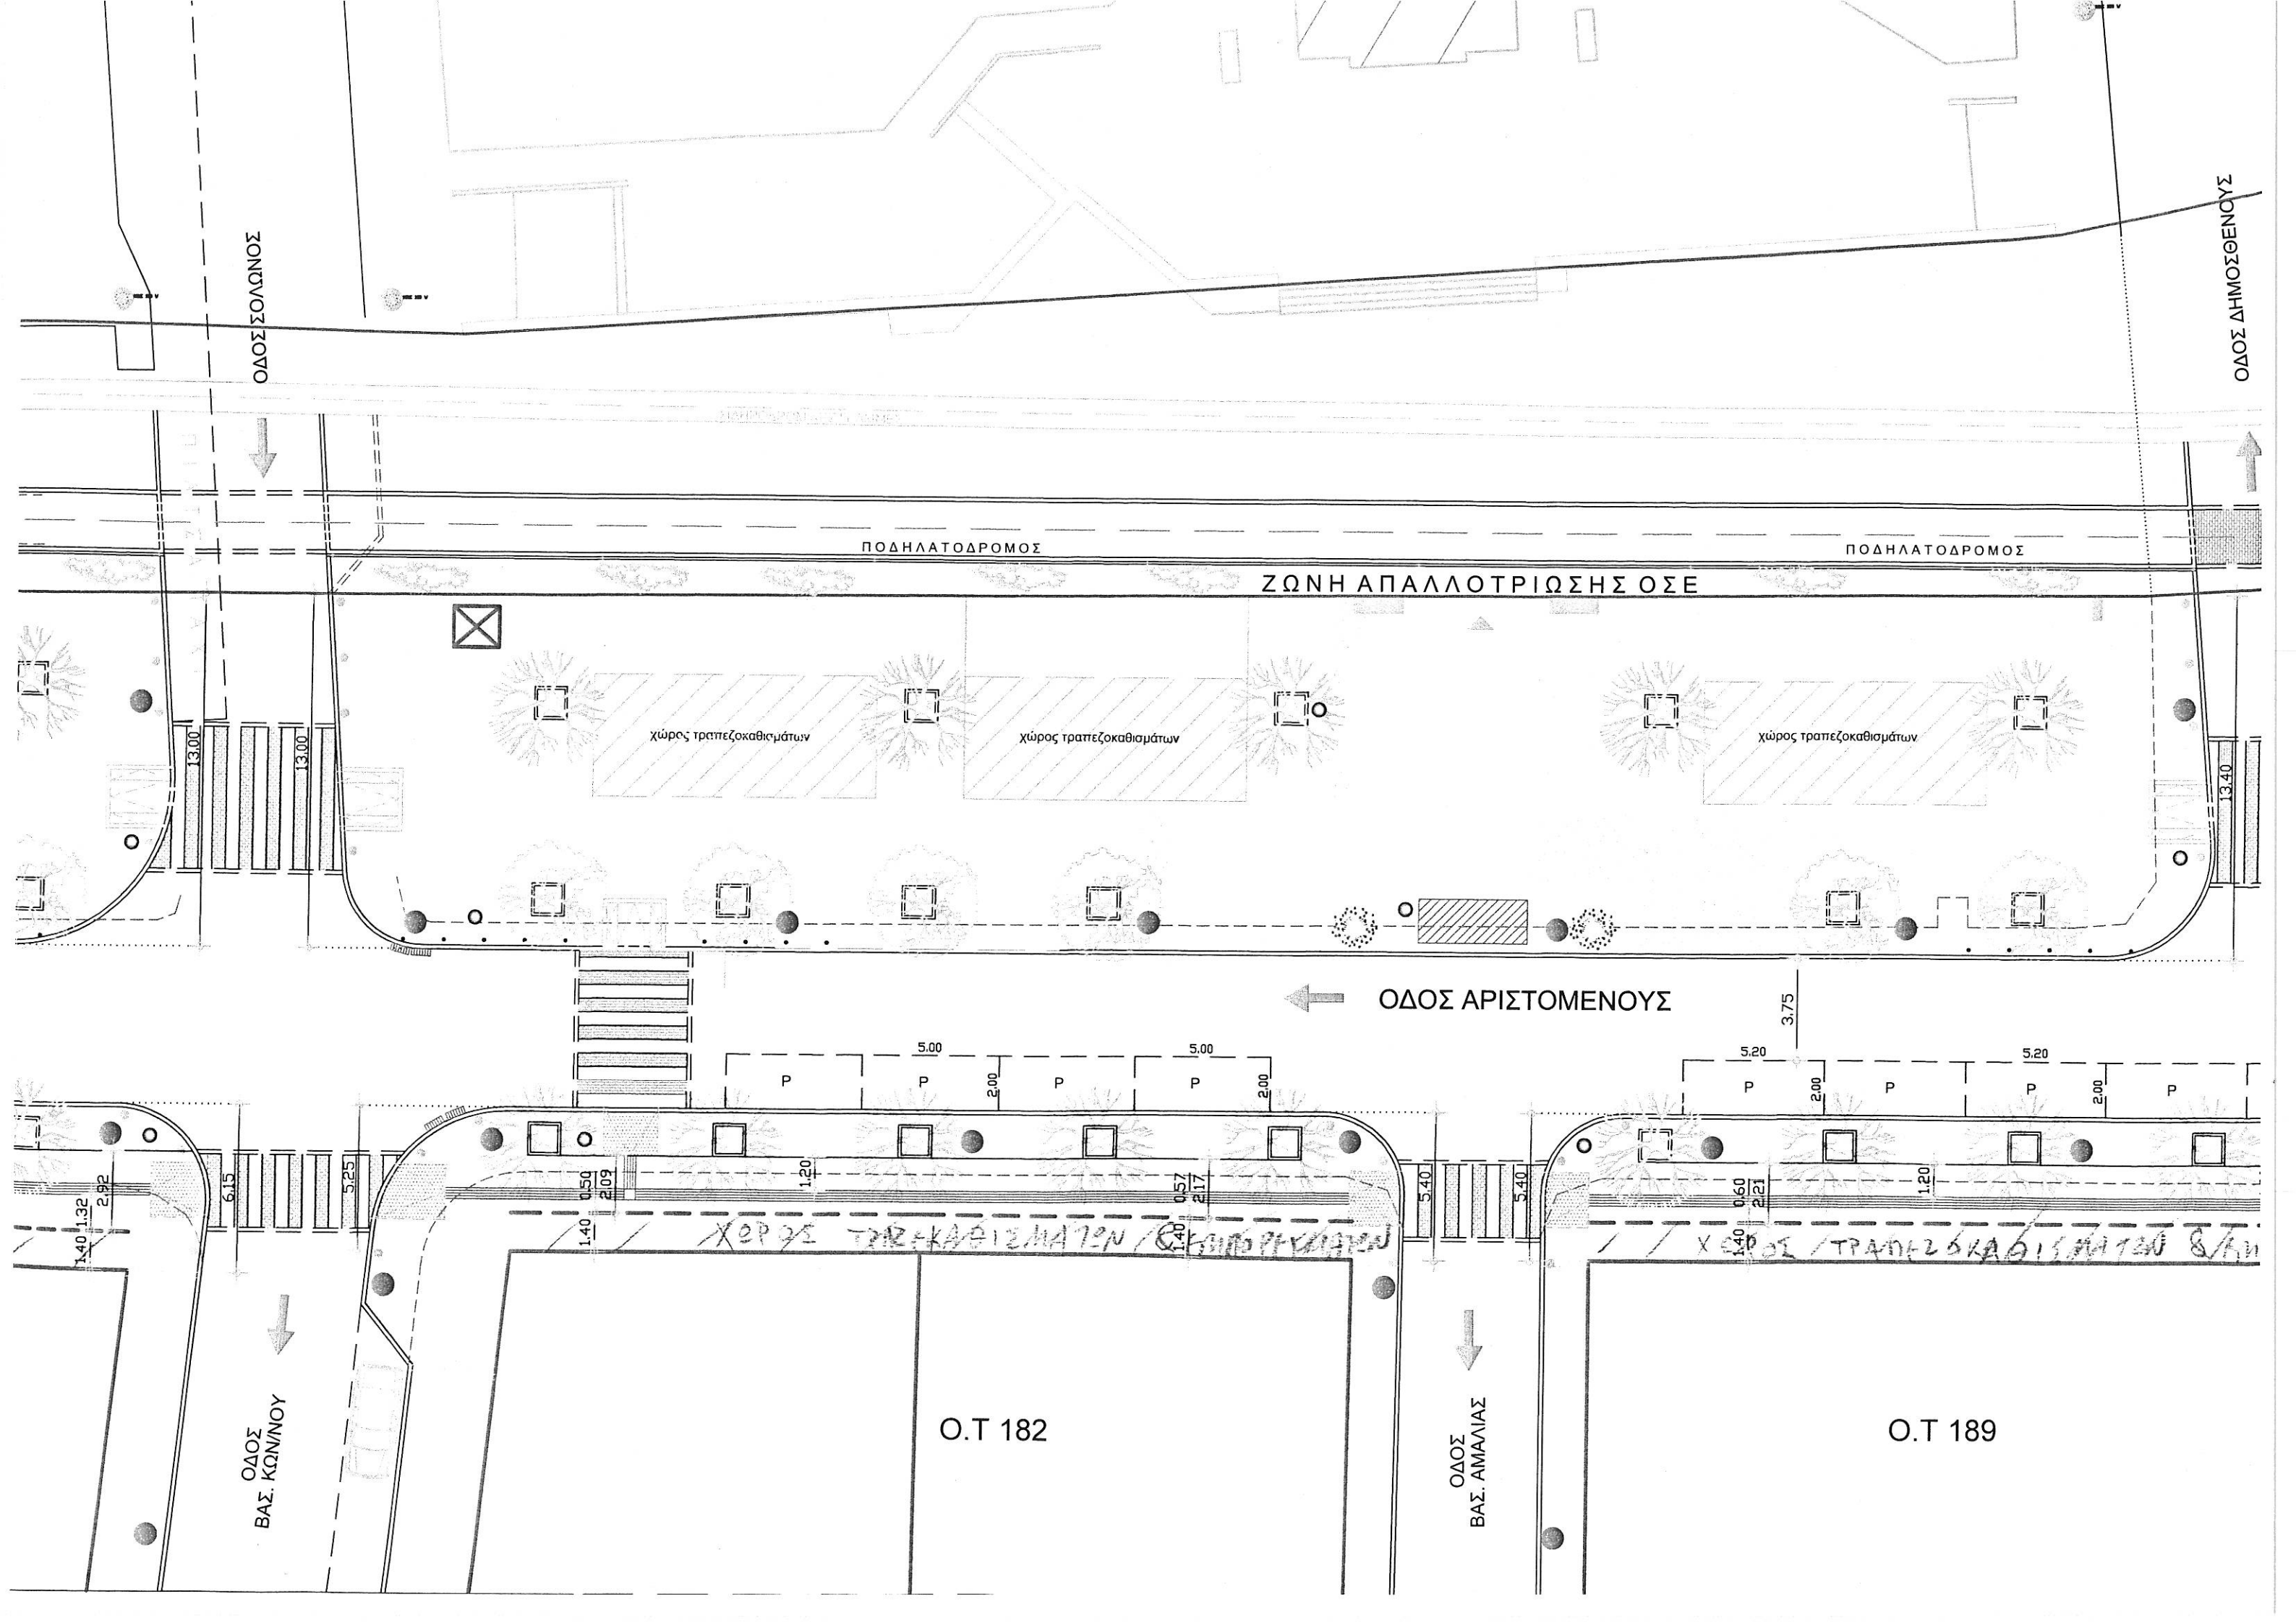 ΟΔΟΣ ΣΟΛΩΝΟΣ
ΟΔΟΣ ΔΗΜΟΣΘΕΝΟΥΣ
ΠΟΔΗΛΑΤΟΔΡΟΜΟΣ
ΠΟΔΗΛΑΤΟΔΡΟΜΟΣ
ΖΩΝΗ ΑΠΑΛΛΟΤΡΙΩΣΗΣ ΟΣΕ
χώρος τραπεζοκαθισμάτων
χώρος τραπεζοκαθισμάτων
χώρος τραπεζοκαθισμάτων
13.00
13.00
13.40
ΟΔΟΣ ΑΡΙΣΤΟΜΕΝΟΥΣ
3.75
5.00
5.00
5.20
5.20
P
P
2.00
P
P
2.00
P
2.00
P
P
2.00
P
1.40
1.32
2.92
6.15
5.25
0.50
2.09
1.40
1.20
0.57
2.17
1.40
5.40
5.40
0.60
2.21
1.40
1.20
ΧΩΡΟΣ
ΧΩΡΟΣ ΤΡΑΠΕΖΟΚΑΘΙΣΜΑΤΩΝ &
ΟΔΟΣ
ΒΑΣ. ΚΩΝ/ΝΟΥ
Ο.Τ 182
ΟΔΟΣ
ΒΑΣ. ΑΜΑΛΙΑΣ
Ο.Τ 189